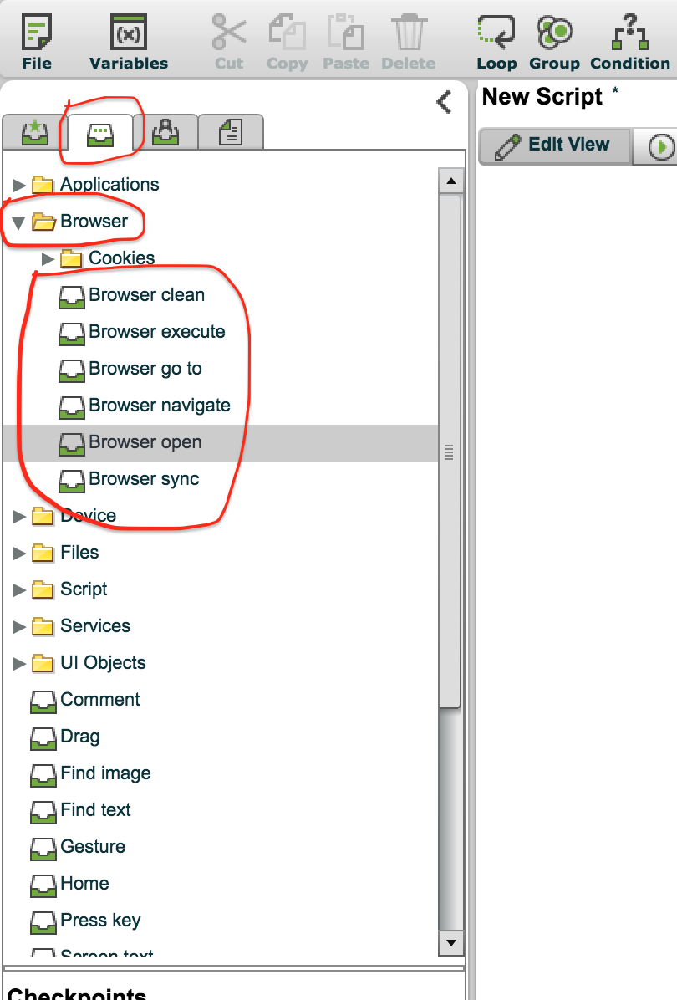 File Variables Cut Copy Paste Delete Loop Group Condition
New Script *
Edit View
Applications
Browser
Cookies
Browser clean
Browser execute
Browser go to
Browser navigate
Browser open
Browser sync
Device
Files
Script
Services
UI Objects
Comment
Drag
Find image
Find text
Gesture
Home
Press key
Screen text
Checkpoints